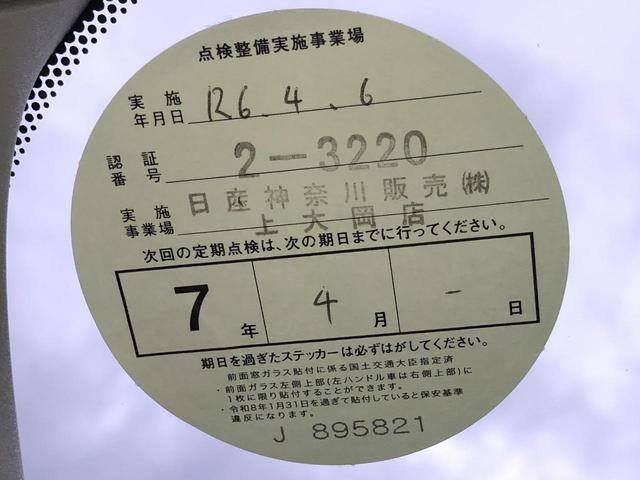 点検整備実施事業場
実施年月日 R6.4.6
認証番号 2-3220
実施事業場 日産神奈川販売(株)
上大岡店
次回の定期点検は、次の期日までに行ってください。
7年 4月 -日
期日を過ぎたステッカーは必ずはがしてください。
前面窓ガラス貼付に係る国土交通大臣指定済
・前面ガラス左側上部(左ハンドル車は右側上部)に
1枚に限り貼付することができます。
・令和8年1月31日を過ぎて貼付していると保安基準
違反になります。
J 895821